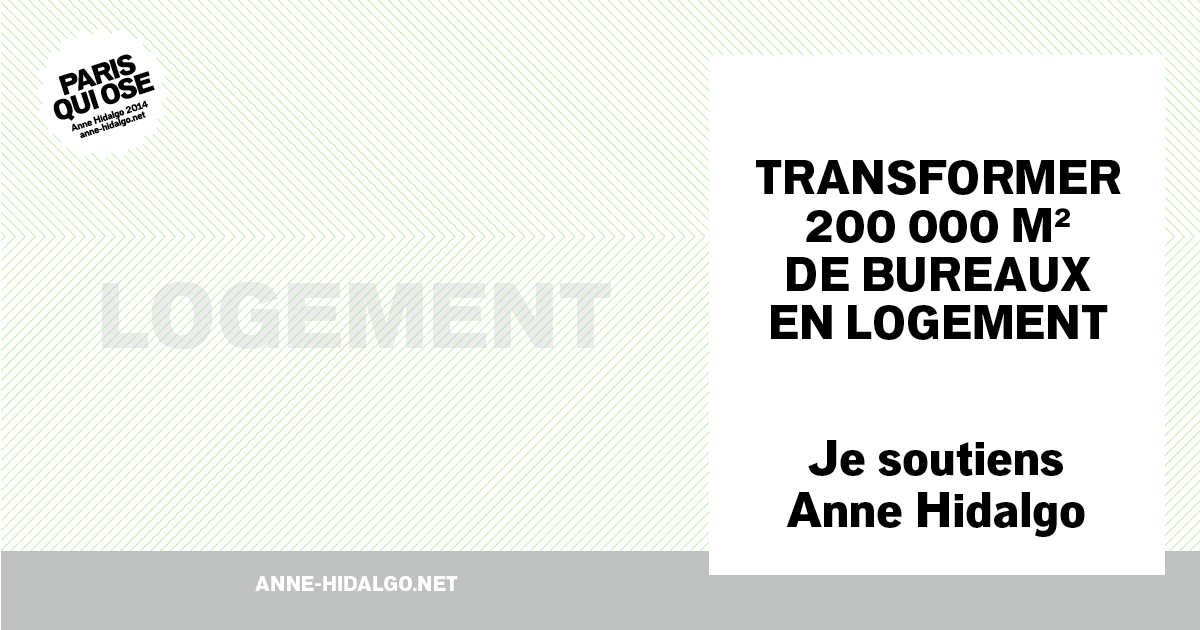 PARIS
QUI OSE
Anne Hidalgo 2014
anne-hidalgo.net
LOGEMENT
TRANSFORMER
200 000 M²
DE BUREAUX
EN LOGEMENT
Je soutiens
Anne Hidalgo
ANNE-HIDALGO.NET